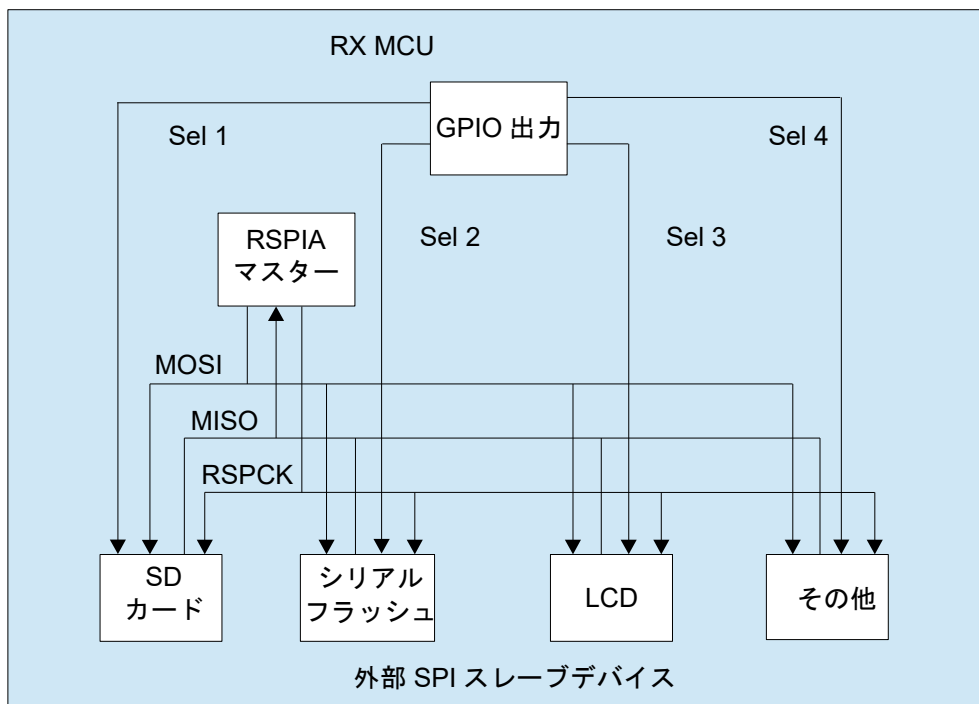 RX MCU
GPIO 出力
Sel 1
Sel 4
Sel 2
Sel 3
RSPIA
マスター
MOSI
MISO
RSPCK
SD
カード
シリアル
フラッシュ
LCD
その他
外部 SPI スレーブデバイス